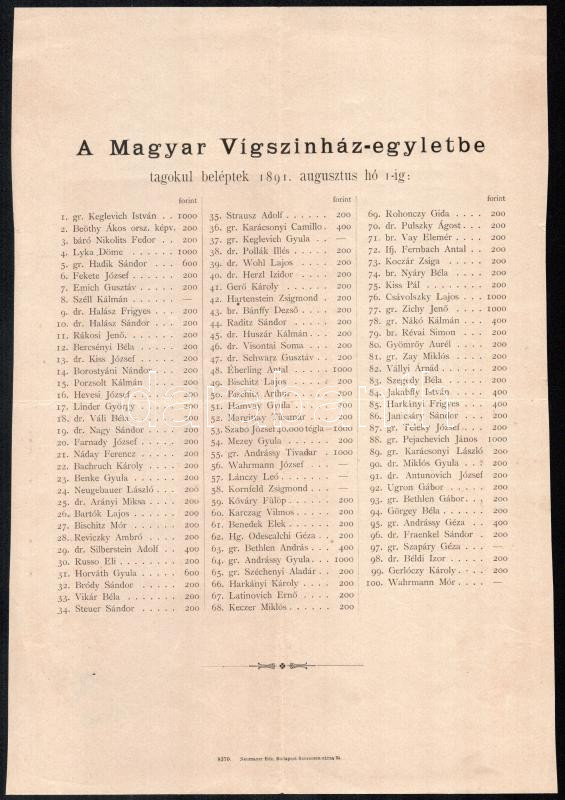 A Magyar Vígszinház-egyletbe
tagokul beléptek 1891. augusztus hó 1-ig:
forint
1. gr. Keglevich István . . 1000
2. Beöthy Ákos orsz. képv. 200
3. báró Nikolits Fedor . . 200
4. Lyka Döme . . . . . 1000
5. gr. Hadik Sándor . . . 600
6. Fekete József . . . . . 200
7. Emich Gusztáv . . . . 200
8. Széll Kálmán . . . . . —
9. dr. Halász Frigyes . . . 200
10. dr. Halász Sándor . . . 200
11. Rákosi Jenő. . . . . . 200
12. Bercsényi Béla . . . . 200
13. dr. Kiss József . . . . 200
14. Borostyáni Nándor . . . 200
15. Porzsolt Kálmán . . . . 200
16. Hevesi József . . . . . 400
17. Linder György . . . . 200
18. dr. Váli Béla . . . . . 200
19. dr. Nagy Sándor . . . . 200
20. Farnady József . . . . 200
21. Náday Ferencz . . . . 200
22. Bachruch Károly . . . . 200
23. Benke Gyula . . . . . 200
24. Neugebauer László . . . 200
25. dr. Arányi Miksa . . . . 200
26. Bartók Lajos . . . . . 200
27. Bischitz Mór . . . . . 200
28. Reviczky Ambró . . . . 200
29. dr. Silberstein Adolf . . 400
30. Russo Eli . . . . . . 200
31. Horváth Gyula . . . . . 600
32. Bródy Sándor . . . . . 200
33. Vikár Béla . . . . . . 200
34. Steuer Sándor . . . . . 200
forint
35. Strausz Adolf . . . . . 200
36. gr. Karácsonyi Camillo . 400
37. gr. Keglevich Gyula . . —
38. dr. Pollák Illés . . . . 200
39. dr. Wohl Lajos . . . . 200
40. dr. Herzl Izidor . . . . 200
41. Gerő Károly . . . . . 200
42. Hartenstein Zsigmond . 200
43. br. Bánffy Dezső . . . 200
44. Raditz Sándor . . . . . 200
45. dr. Huszár Kálmán . . . 200
46. dr. Visontai Soma . . . 200
47. dr. Schwarz Gusztáv . . 200
48. Éberling Antal . . . . 1000
49. Bischitz Lajos . . . . . 200
50. Pächis Arthur . . . . . 200
51. Halmay Gyula . . . . . 200
52. . . . . 200
53. Szabo József 40.000 tégla 1000
54. Mezey Gyula . . . . . 200
55. gr. Andrássy Tivadar . . 1000
56. Wahrmann József . . . —
57. Lánczy Leó . . . . . . —
58. Kornfeld Zsigmond . . . —
59. Kőváry Fülöp . . . . . 200
60. Karczag Vilmos . . . . 200
61. Benedek Elek . . . . . 200
62. Hg. Odescalchi Géza . . 200
63. gr. Bethlen András . . . 400
64. gr. Andrássy Gyula . . . 1000
65. gr. Széchenyi Aladár . . 200
66. Harkányi Károly . . . . 200
67. Latinovich Ernő . . . . 200
68. Keczer Miklós . . . . . 200
forint
69. Rohonczy Gida . . . . 200
70. dr. Pulszky Ágost . . . 200
71. br. Vay Elemér . . . . 200
72. Ifj. Fernbach Antal . . . 200
73. Koczár Zsiga . . . . . 200
74. br. Nyáry Béla . . . . 200
75. Kiss Pál . . . . . . . 200
76. Csávolszky Lajos . . . . 1000
77. gr. Zichy Jenő . . . . 1000
78. gr. Nákó Kálmán . . . 400
79. br. Révai Simon . . . . 200
80. Gyömröy Aurél . . . . 200
81. gr. Zay Miklós . . . . 200
82. Vállyi Árpád . . . . . 200
83. Szegedy Béla . . . . . 200
84. Jakabffy István . . . . 400
85. Harkányi Frigyes . . . 400
86. Jancsáry Sándor . . . . 200
87. gr. Teleky József . . . 200
88. gr. Pejachevich János 1000
89. gr. Karácsonyi László 200
90. dr. Miklós Gyula . . . 200
91. dr. Antunovich József 200
93. gr. Bethlen Gábor. . . . 200
92. Ugron Gábor . . . . . 200
94. Görgey Béla . . . . . 200
95. gr. Andrássy Géza . . . 400
96. dr. Fraenkel Sándor . . 200
97. gr. Szapáry Géza . . . —
98. dr. Béldi Izor . . . . . 200
99. Gerlóczy Károly . . . . 200
100. Wahrmann Mór . . . . —
8370. Neumayer Ede, Budapest